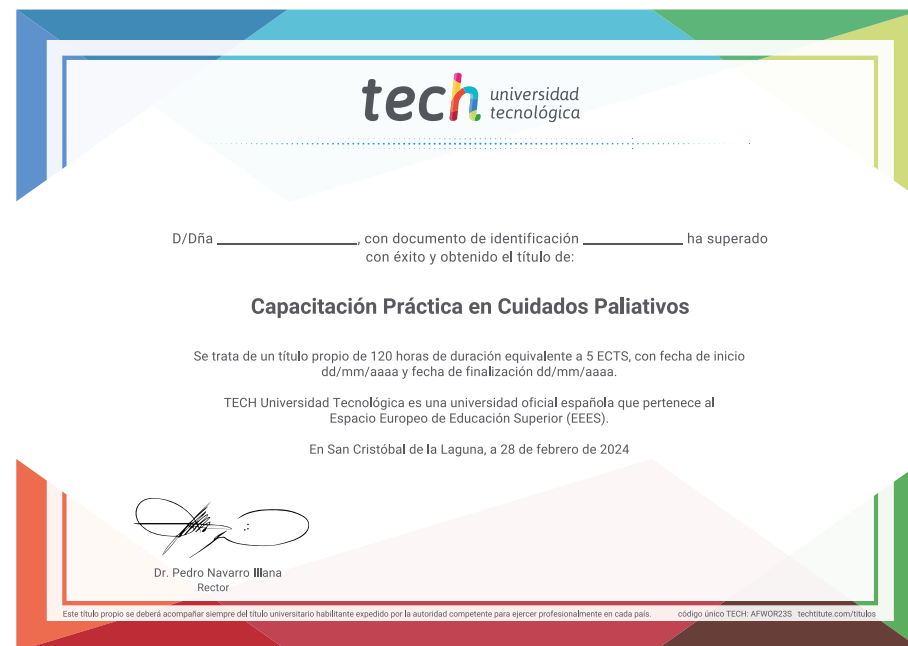 tech universidad
tecnológica
D/Dña ____________, con documento de identificación ____________ ha superado
con éxito y obtenido el título de:
Capacitación Práctica en Cuidados Paliativos
Se trata de un título propio de 120 horas de duración equivalente a 5 ECTS, con fecha de inicio
dd/mm/aaaa y fecha de finalización dd/mm/aaaa.
TECH Universidad Tecnológica es una universidad oficial española que pertenece al
Espacio Europeo de Educación Superior (EEES).
En San Cristóbal de la Laguna, a 28 de febrero de 2024
Dr. Pedro Navarro Illana
Rector
Este título propio se deberá acompañar siempre del título universitario habilitante expedido por la autoridad competente para ejercer profesionalmente en cada país. código único TECH: AFWOR23S techtitute.com/titulos